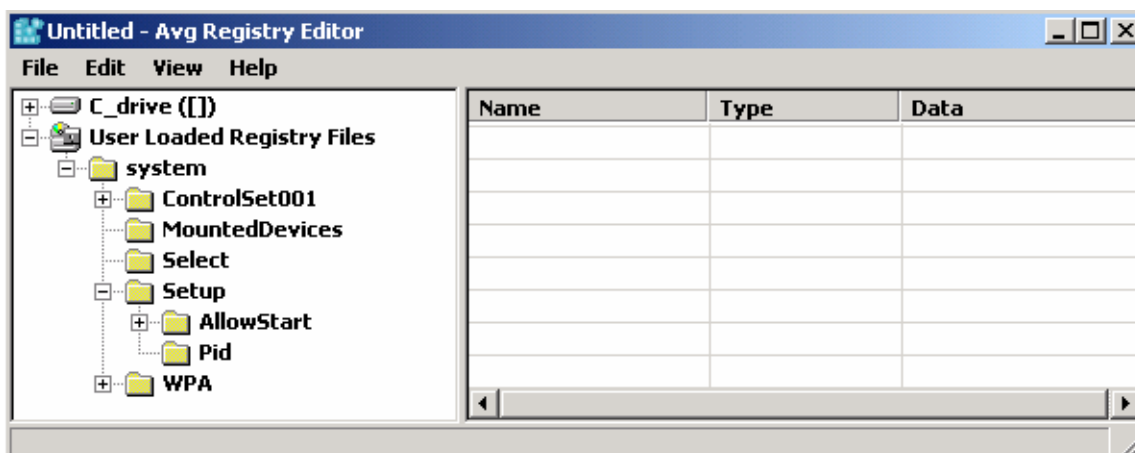 Untitled - Avg Registry Editor
File Edit View Help
C_drive ([])
User Loaded Registry Files
system
ControlSet001
MountedDevices
Select
Setup
AllowStart
Pid
WPA
Name Type Data